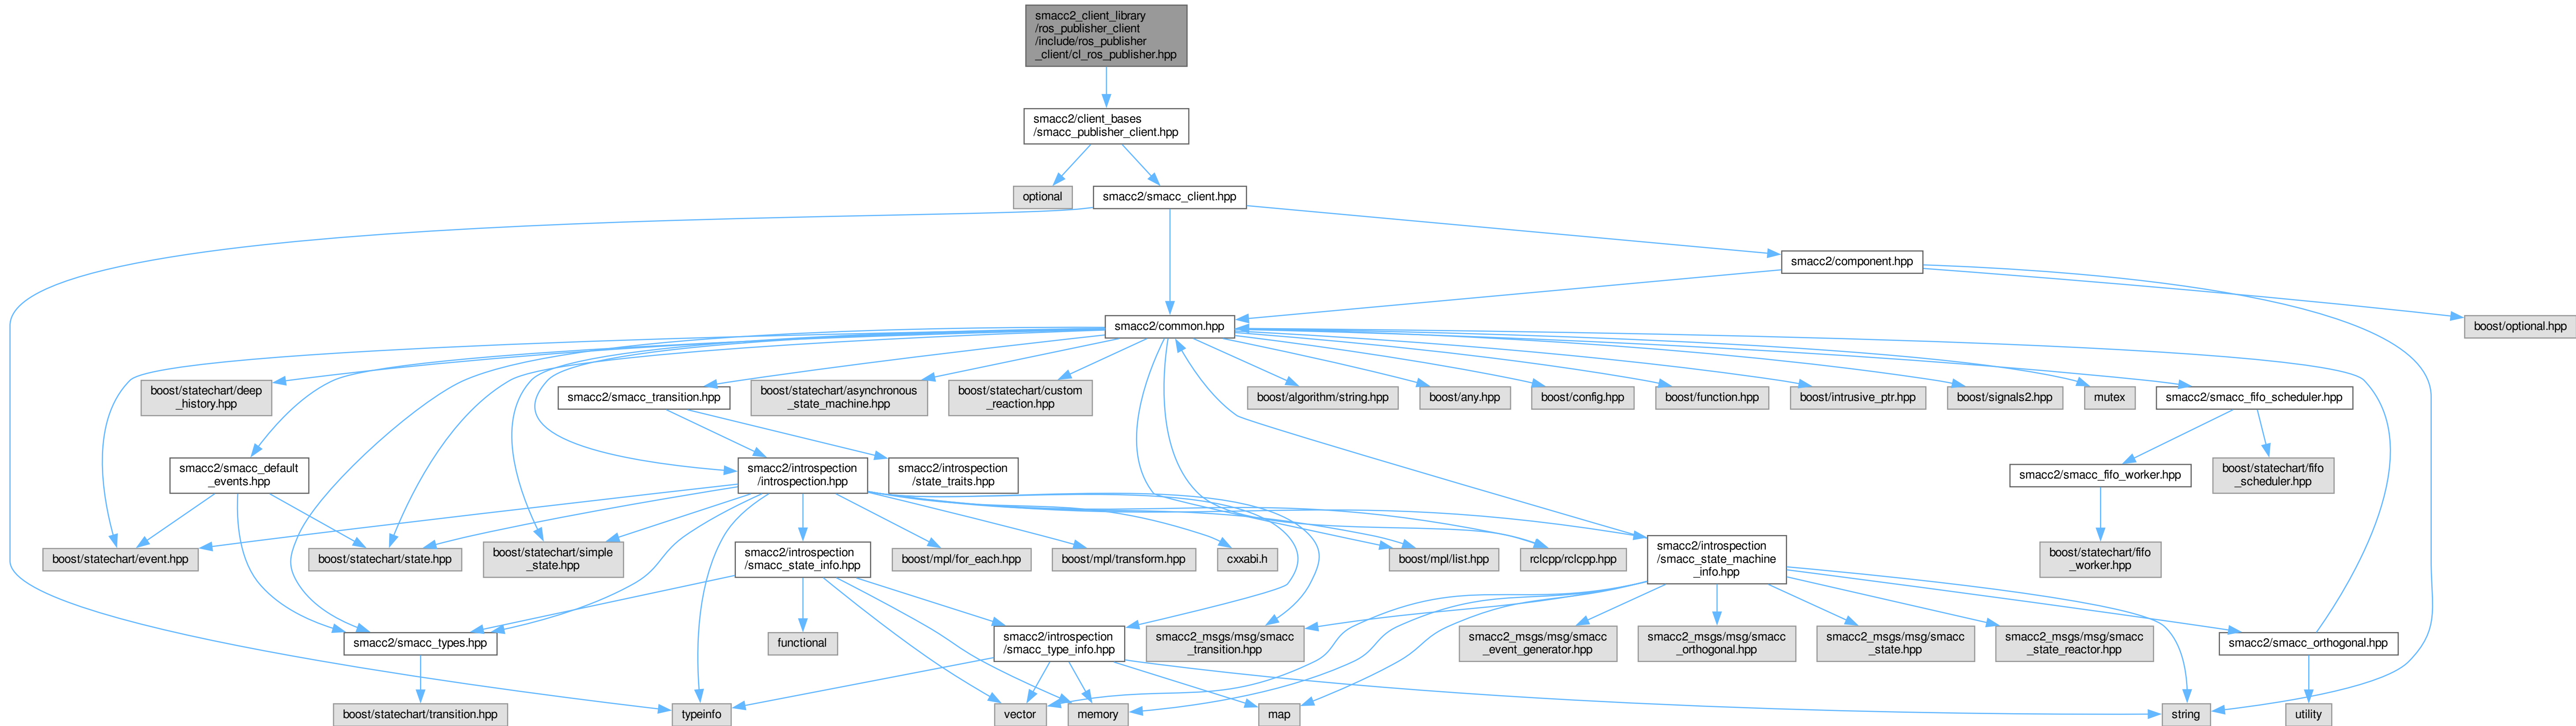 smacc2_client_library
/ros_publisher_client
/include/ros_publisher
_client/cl_ros_publisher.hpp
smacc2/client_bases
/smacc_publisher_client.hpp
optional
smacc2/smacc_client.hpp
smacc2/component.hpp
smacc2/common.hpp
boost/optional.hpp
boost/statechart/deep
_history.hpp
smacc2/smacc_transition.hpp
boost/statechart/asynchronous
_state_machine.hpp
boost/statechart/custom
_reaction.hpp
boost/algorithm/string.hpp
boost/any.hpp
boost/config.hpp
boost/function.hpp
boost/intrusive_ptr.hpp
boost/signals2.hpp
mutex
smacc2/smacc_fifo_scheduler.hpp
smacc2/smacc_default
_events.hpp
smacc2/introspection
/introspection.hpp
smacc2/introspection
/state_traits.hpp
smacc2/smacc_fifo_worker.hpp
boost/statechart/fifo
_scheduler.hpp
boost/statechart/event.hpp
boost/statechart/state.hpp
boost/statechart/simple
_state.hpp
smacc2/introspection
/smacc_state_info.hpp
boost/mpl/for_each.hpp
boost/mpl/transform.hpp
cxxabi.h
boost/mpl/list.hpp
rclcpp/rclcpp.hpp
smacc2/introspection
/smacc_state_machine
_info.hpp
boost/statechart/fifo
_worker.hpp
smacc2/smacc_types.hpp
functional
smacc2/introspection
/smacc_type_info.hpp
smacc2_msgs/msg/smacc
_transition.hpp
smacc2_msgs/msg/smacc
_event_generator.hpp
smacc2_msgs/msg/smacc
_orthogonal.hpp
smacc2_msgs/msg/smacc
_state.hpp
smacc2_msgs/msg/smacc
_state_reactor.hpp
smacc2/smacc_orthogonal.hpp
boost/statechart/transition.hpp
typeinfo
vector
memory
map
string
utility